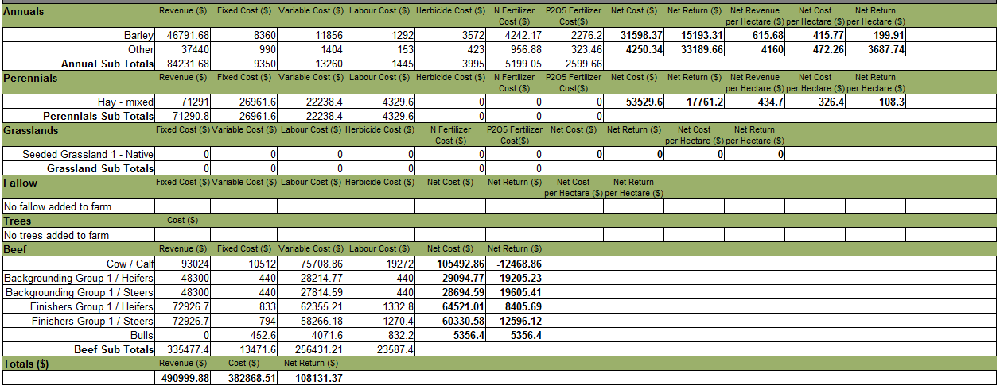 Annuals Revenue ($) Fixed Cost ($) Variable Cost ($) Labour Cost ($) Herbicide Cost ($) N Fertilizer Cost ($) P2O5 Fertilizer Cost($) Net Cost ($) Net Return ($) Net Revenue per Hectare ($) Net Cost per Hectare ($) Net Return per Hectare ($)
Barley 46791.68 8360 11856 1292 3572 4242.17 2276.2 31598.37 15193.31 615.68 415.77 199.91
Other 37440 990 1404 153 423 956.88 323.46 4250.34 33189.66 4160 472.26 3687.74
Annual Sub Totals 84231.68 9350 13260 1445 3995 5199.05 2599.66
Perennials Revenue ($) Fixed Cost ($) Variable Cost ($) Labour Cost ($) Herbicide Cost ($) N Fertilizer Cost ($) P2O5 Fertilizer Cost($) Net Cost ($) Net Return ($) Net Revenue per Hectare ($) Net Cost per Hectare ($) Net Return per Hectare ($)
Hay - mixed 71291 26961.6 22238.4 4329.6 0 0 0 53529.6 17761.2 434.7 326.4 108.3
Perennials Sub Totals 71290.8 26961.6 22238.4 4329.6 0 0 0
Grasslands Fixed Cost ($) Variable Cost ($) Labour Cost ($) Herbicide Cost ($) N Fertilizer Cost ($) P2O5 Fertilizer Cost($) Net Cost ($) Net Return ($) Net Cost per Hectare ($) Net Return per Hectare ($)
Seeded Grassland 1 - Native 0 0 0 0 0 0 0 0 0 0
Grassland Sub Totals 0 0 0 0 0 0
Fallow Fixed Cost ($) Variable Cost ($) Labour Cost ($) Herbicide Cost ($) Net Cost ($) Net Return ($) Net Cost per Hectare ($) Net Return per Hectare ($)
No fallow added to farm
Trees Cost ($)
No trees added to farm
Beef Revenue ($) Fixed Cost ($) Variable Cost ($) Labour Cost ($) Net Cost ($) Net Return ($)
Cow / Calf 93024 10512 75708.86 19272 105492.86 -12468.86
Backgrounding Group 1 / Heifers 48300 440 28214.77 440 29094.77 19205.23
Backgrounding Group 1 / Steers 48300 440 27814.59 440 28694.59 19605.41
Finishers Group 1 / Heifers 72926.7 833 62355.21 1332.8 64521.01 8405.69
Finishers Group 1 / Steers 72926.7 794 58266.18 1270.4 60330.58 12596.12
Bulls 0 452.6 4071.6 832.2 5356.4 -5356.4
Beef Sub Totals 335477.4 13471.6 256431.21 23587.4
Totals ($) Revenue ($) Cost ($) Net Return ($)
490999.88 382868.51 108131.37